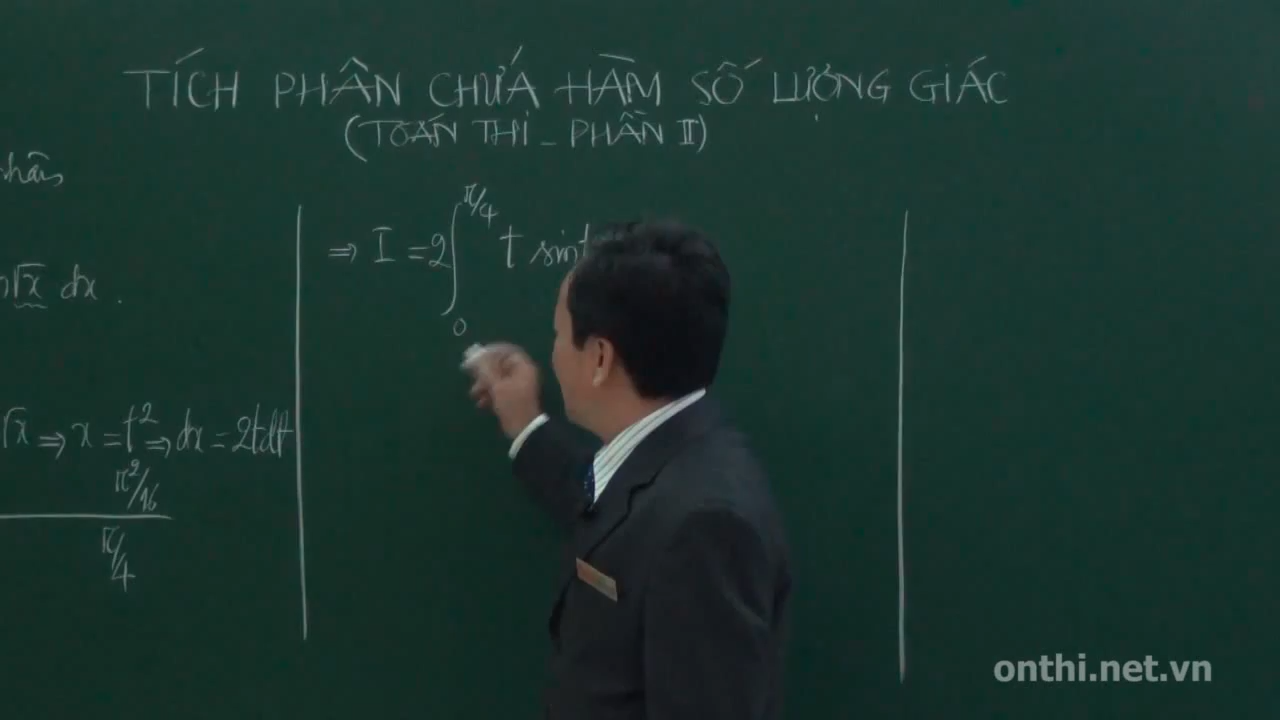 TÍCH PHÂN CHỨA HÀM SỐ LƯỢNG GIÁC
(TOÁN THI - PHẦN II)
√x dx .
√x ⇒ x = t² ⇒ dx = 2tdt
π²/16
π/4
⇒ I = 2∫₀^{π/4} t sint
onthi.net.vn